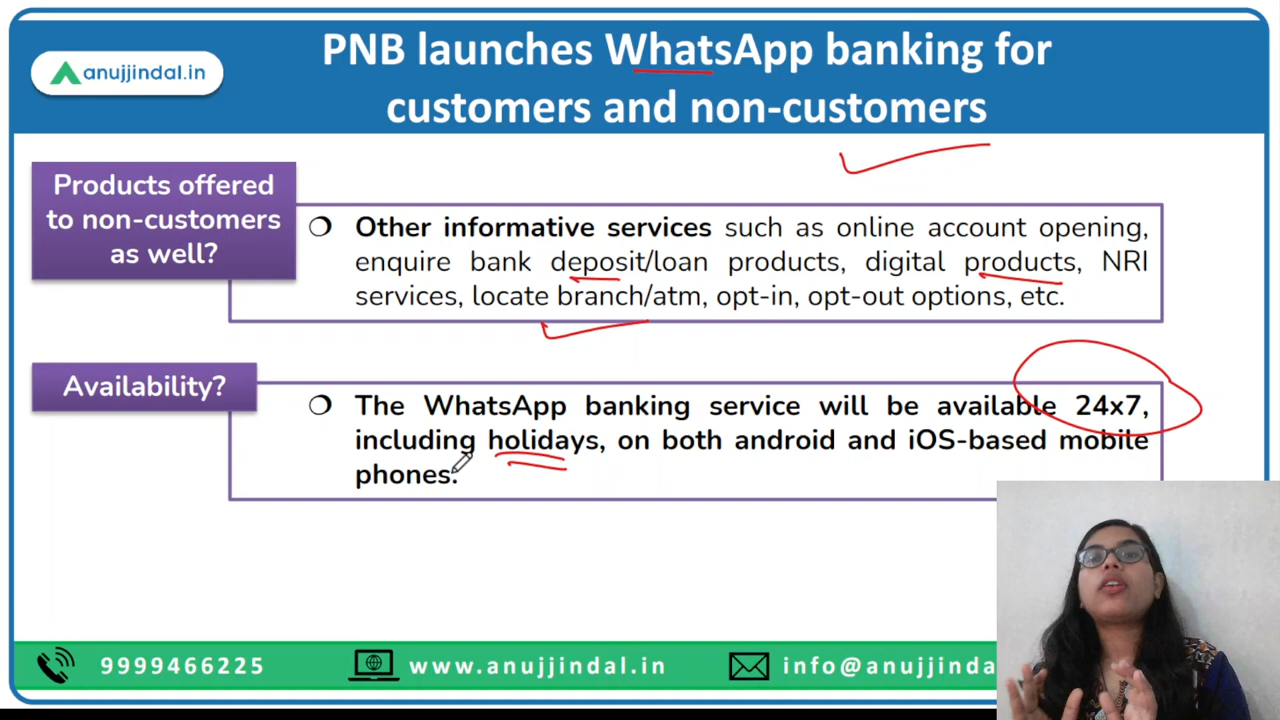 PNB launches WhatsApp banking for
customers and non-customers
anujjindal.in
Products offered
to non-customers
as well?
❍ Other informative services such as online account opening,
enquire bank deposit/loan products, digital products, NRI
services, locate branch/atm, opt-in, opt-out options, etc.
Availability?
❍ The WhatsApp banking service will be available 24x7,
including holidays, on both android and iOS-based mobile
phones.
9999466225
www.anujjindal.in
info@anujjinda